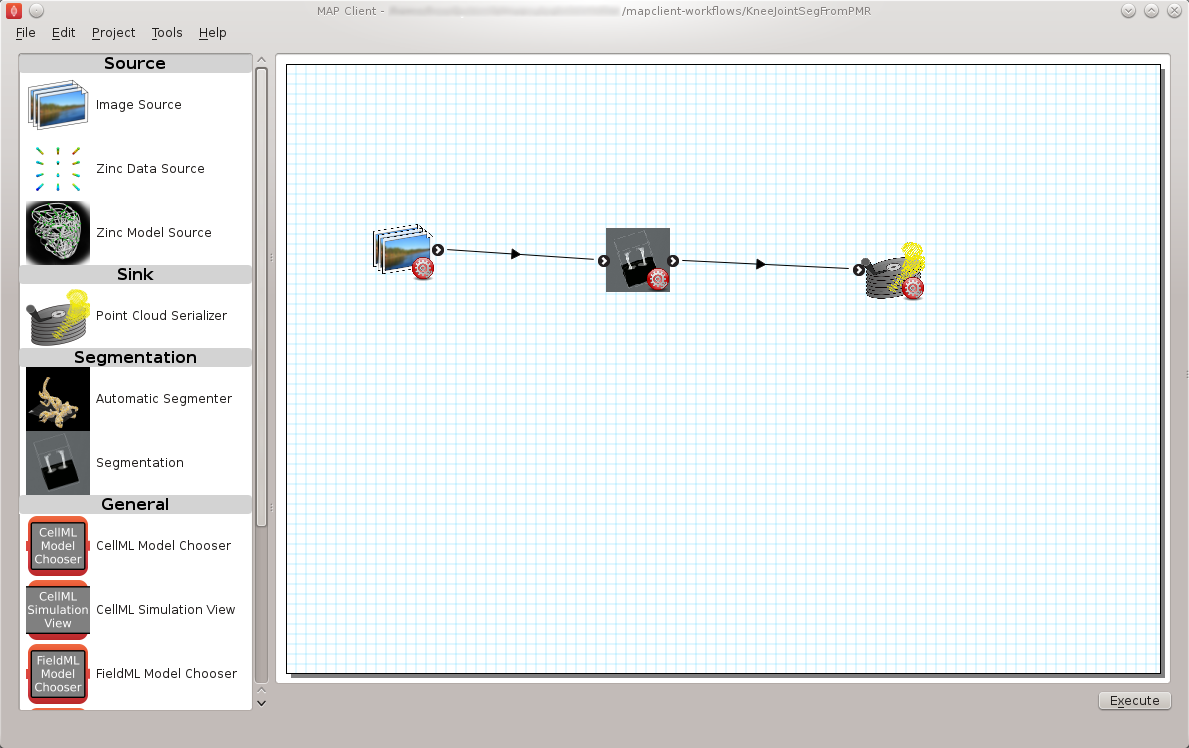 MAP Client - /mapclient-workflows/KneeJointSegFromPMR
File Edit Project Tools Help
Source
Image Source
Zinc Data Source
Zinc Model Source
Sink
Point Cloud Serializer
Segmentation
Automatic Segmenter
Segmentation
General
CellML
Model
Chooser
CellML Model Chooser
CellML
Simulation
View
CellML Simulation View
FieldML
Model
Chooser
FieldML Model Chooser
Execute